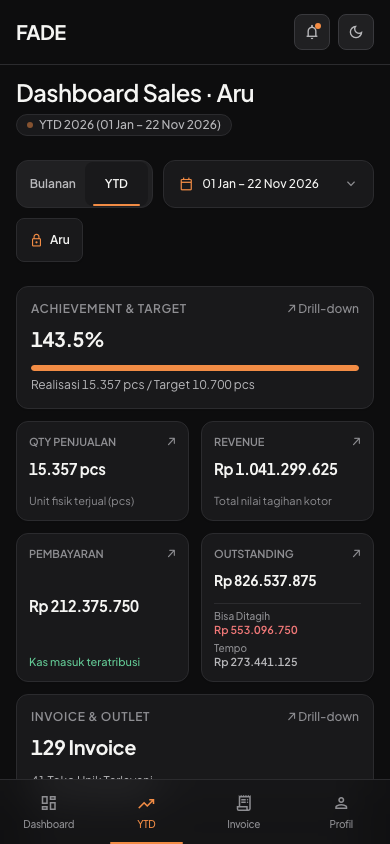 FADE
Dashboard Sales · Aru
YTD 2026 (01 Jan – 22 Nov 2026)
Bulanan
YTD
01 Jan – 22 Nov 2026
Aru
ACHIEVEMENT & TARGET
Drill-down
143.5%
Realisasi 15.357 pcs / Target 10.700 pcs
QTY PENJUALAN
15.357 pcs
Unit fisik terjual (pcs)
REVENUE
Rp 1.041.299.625
Total nilai tagihan kotor
PEMBAYARAN
Rp 212.375.750
Kas masuk teratribusi
OUTSTANDING
Rp 826.537.875
Bisa Ditagih
Rp 553.096.750
Tempo
Rp 273.441.125
INVOICE & OUTLET
Drill-down
129 Invoice
41 Toko Unik Terlayani
Dashboard
YTD
Invoice
Profil